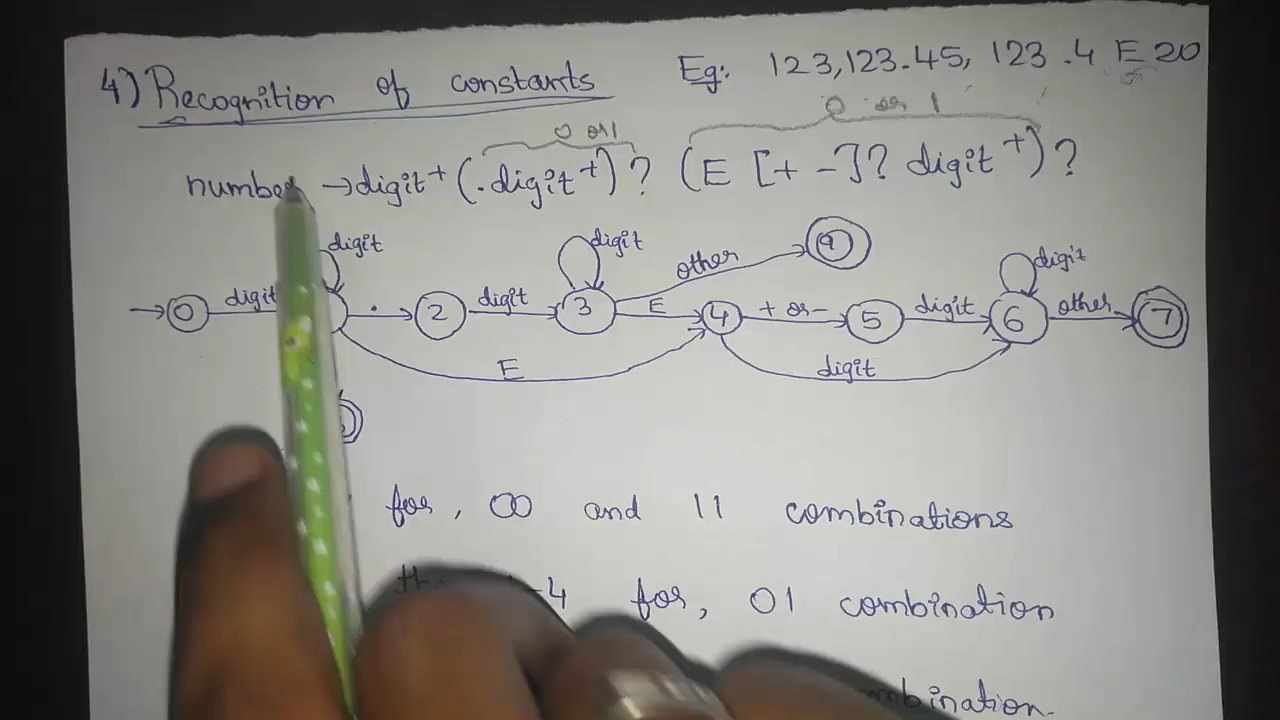 4) Recognition of constants Eg: 123, 123.45, 123.4 E 20
0 or 1 0 or 1
number → digit+ (.digit+)? (E [+ -]? digit+)?
digit digit other 9 digit
→ 0 digit . 2 digit 3 E 4 + or - 5 digit 6 other 7
E digit
for, 00 and 11 combinations
4 for, 01 combination